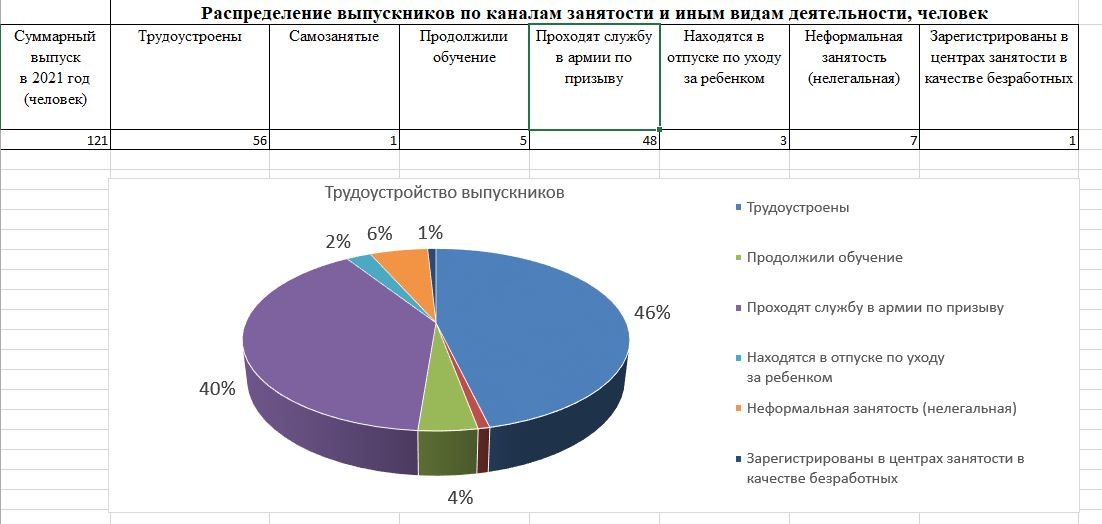 Распределение выпускников по каналам занятости и иным видам деятельности, человек
Суммарный
выпуск
в 2021 год
(человек)
Трудоустроены
Самозанятые
Продолжили
обучение
Проходят службу
в армии по
призыву
Находятся в
отпуске по уходу
за ребенком
Неформальная
занятость
(нелегальная)
Зарегистрированы в
центрах занятости в
качестве безработных
121 56 1 5 48 3 7 1
Трудоустройство выпускников
2% 6% 1%
46%
40%
4%
Трудоустроены
Продолжили обучение
Проходят службу в армии по призыву
Находятся в отпуске по уходу
за ребенком
Неформальная занятость (нелегальная)
Зарегистрированы в центрах занятости в
качестве безработных